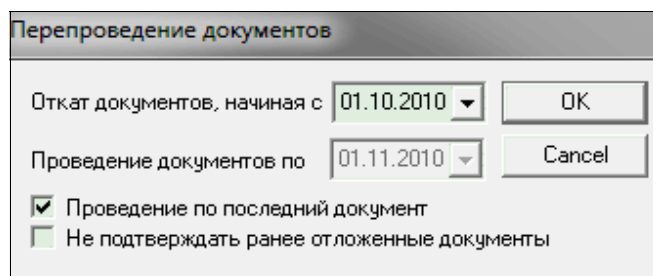 Перепроведение документов
Откат документов, начиная с 01.10.2010 OK
Проведение документов по 01.11.2010 Cancel
Проведение по последний документ
Не подтверждать ранее отложенные документы